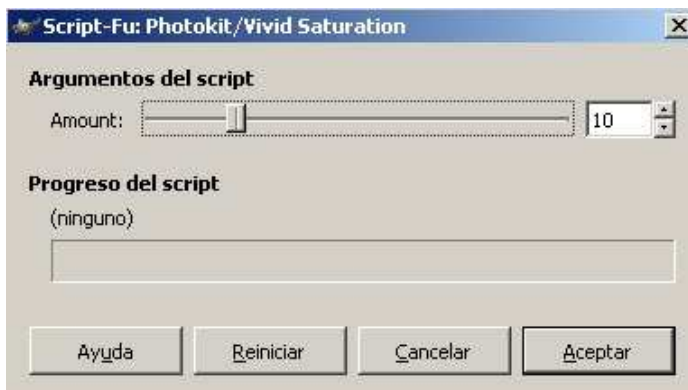 Script-Fu: Photokit/Vivid Saturation
Argumentos del script
Amount: 10
Progreso del script
(ninguno)
Ayuda Reiniciar Cancelar Aceptar